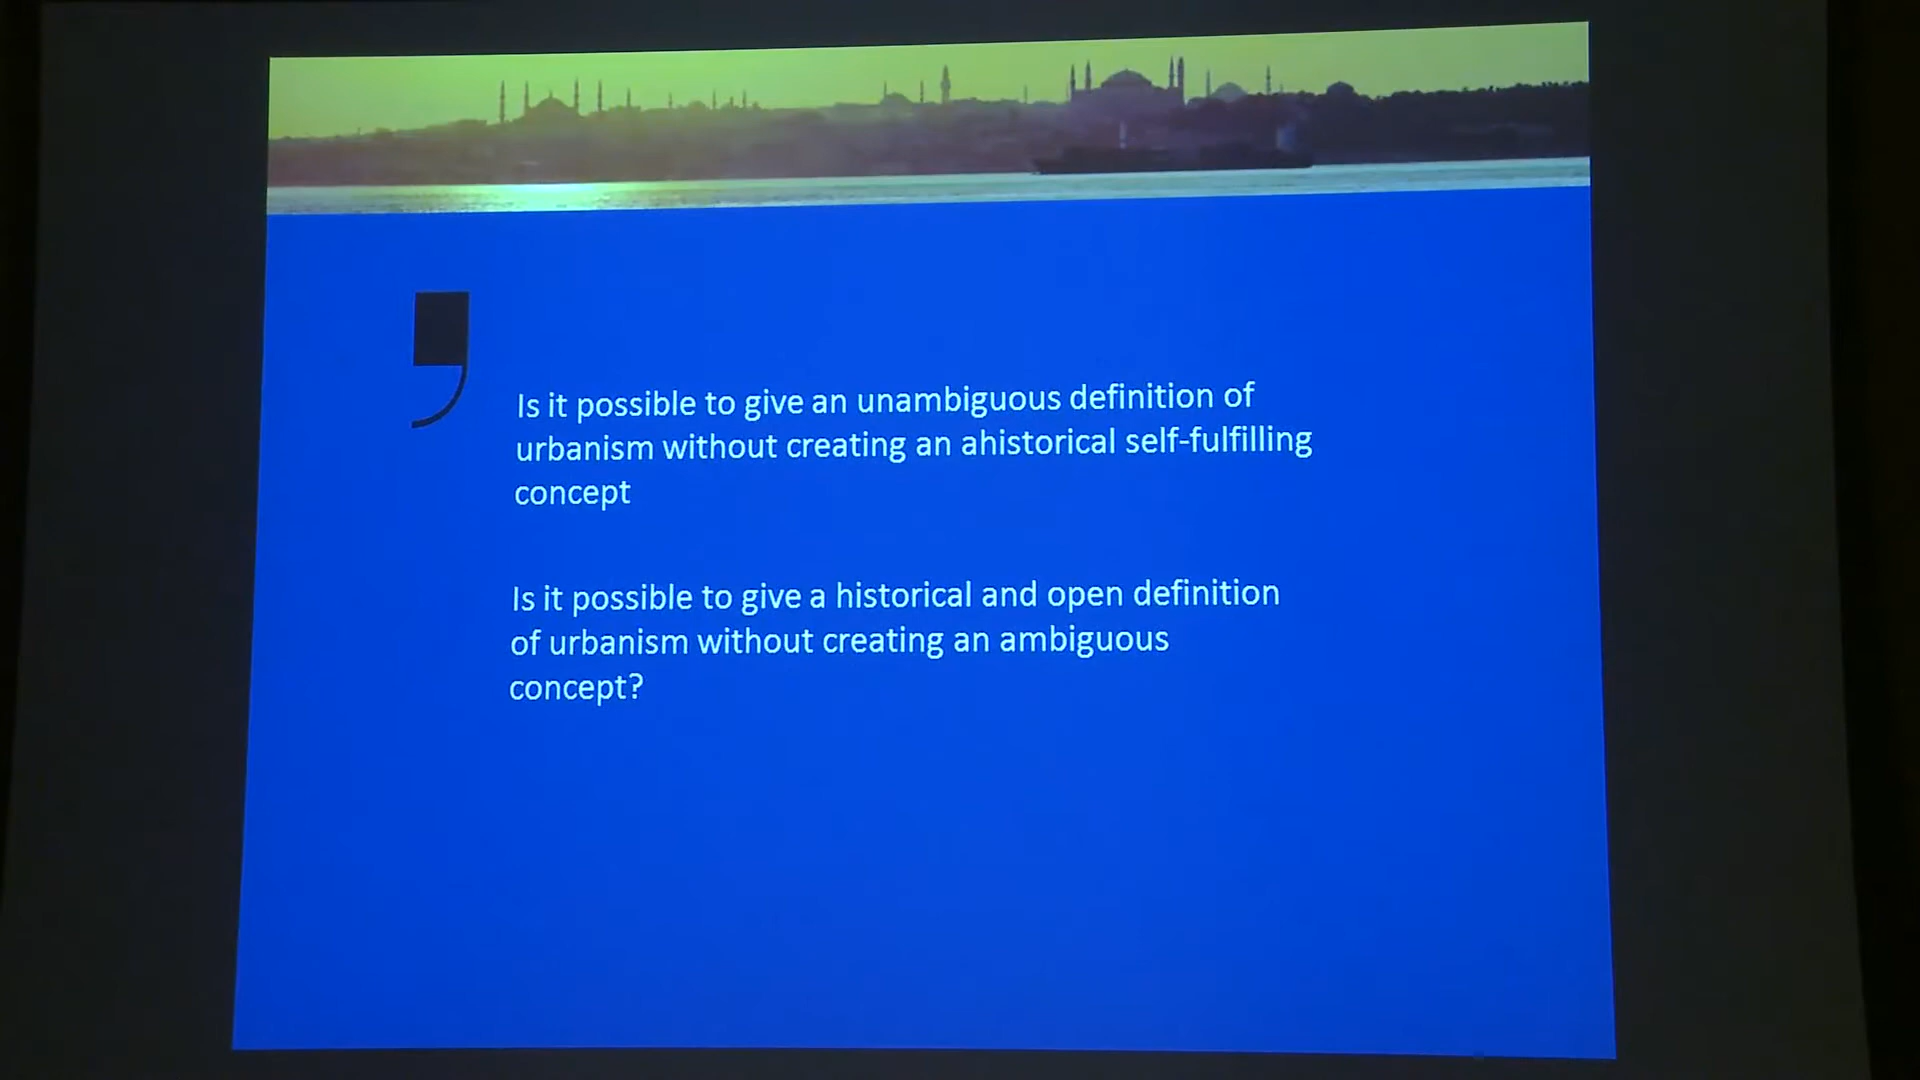 Is it possible to give an unambiguous definition of
urbanism without creating an ahistorical self-fulfilling
concept
Is it possible to give a historical and open definition
of urbanism without creating an ambiguous
concept?